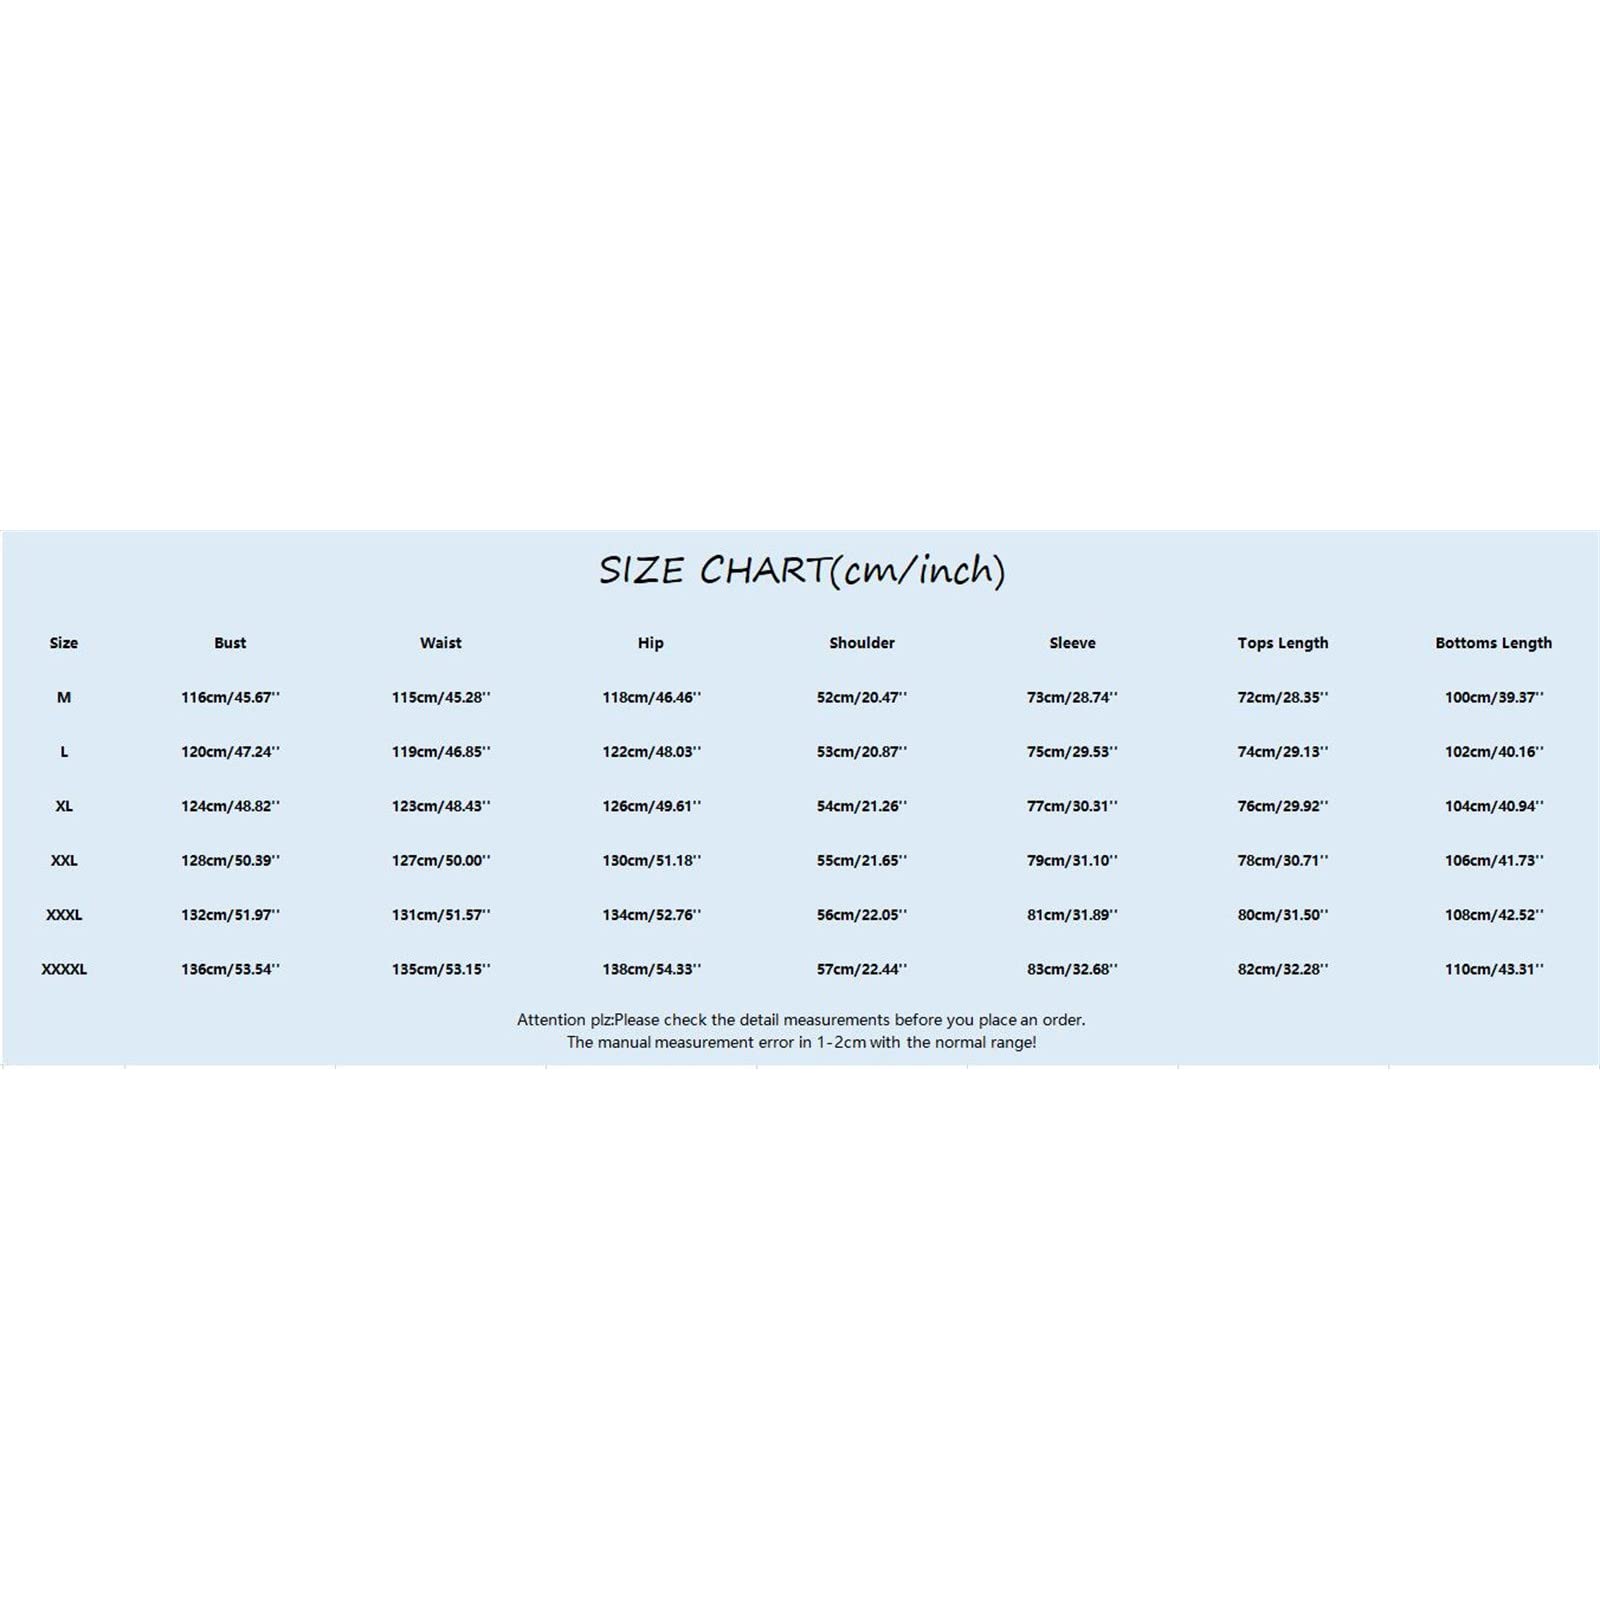 SIZE CHART(cm/inch)
Size Bust Waist Hip Shoulder Sleeve Tops Length Bottoms Length
M 116cm/45.67'' 115cm/45.28'' 118cm/46.46'' 52cm/20.47'' 73cm/28.74'' 72cm/28.35'' 100cm/39.37''
L 120cm/47.24'' 119cm/46.85'' 122cm/48.03'' 53cm/20.87'' 75cm/29.53'' 74cm/29.13'' 102cm/40.16''
XL 124cm/48.82'' 123cm/48.43'' 126cm/49.61'' 54cm/21.26'' 77cm/30.31'' 76cm/29.92'' 104cm/40.94''
XXL 128cm/50.39'' 127cm/50.00'' 130cm/51.18'' 55cm/21.65'' 79cm/31.10'' 78cm/30.71'' 106cm/41.73''
XXXL 132cm/51.97'' 131cm/51.57'' 134cm/52.76'' 56cm/22.05'' 81cm/31.89'' 80cm/31.50'' 108cm/42.52''
XXXXL 136cm/53.54'' 135cm/53.15'' 138cm/54.33'' 57cm/22.44'' 83cm/32.68'' 82cm/32.28'' 110cm/43.31''
Attention plz:Please check the detail measurements before you place an order.
The manual measurement error in 1-2cm with the normal range!